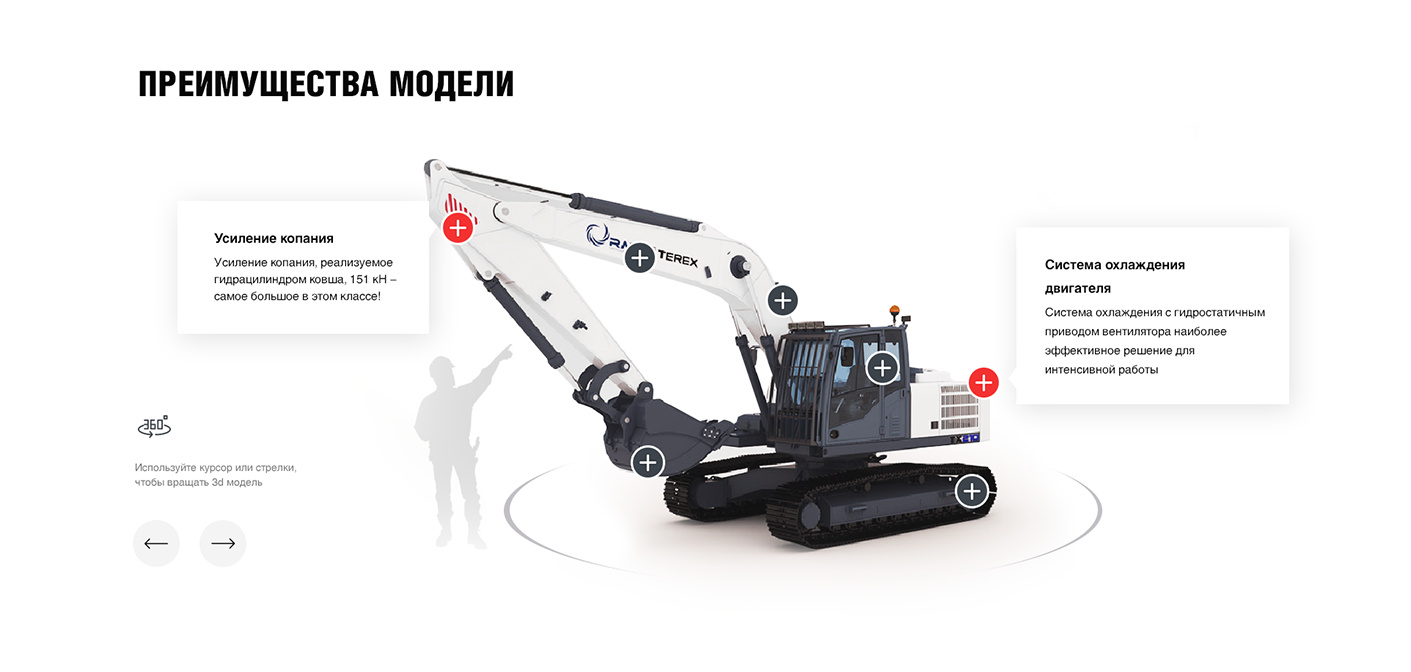 ПРЕИМУЩЕСТВА МОДЕЛИ
Усиление копания
Усиление копания, реализуемое
гидрацилиндром ковша, 151 кН –
самое большое в этом классе!
TEREX
Система охлаждения
двигателя
Система охлаждения с гидростатичным
приводом вентилятора наиболее
эффективное решение для
интенсивной работы
360°
Используйте курсор или стрелки,
чтобы вращать 3d модель